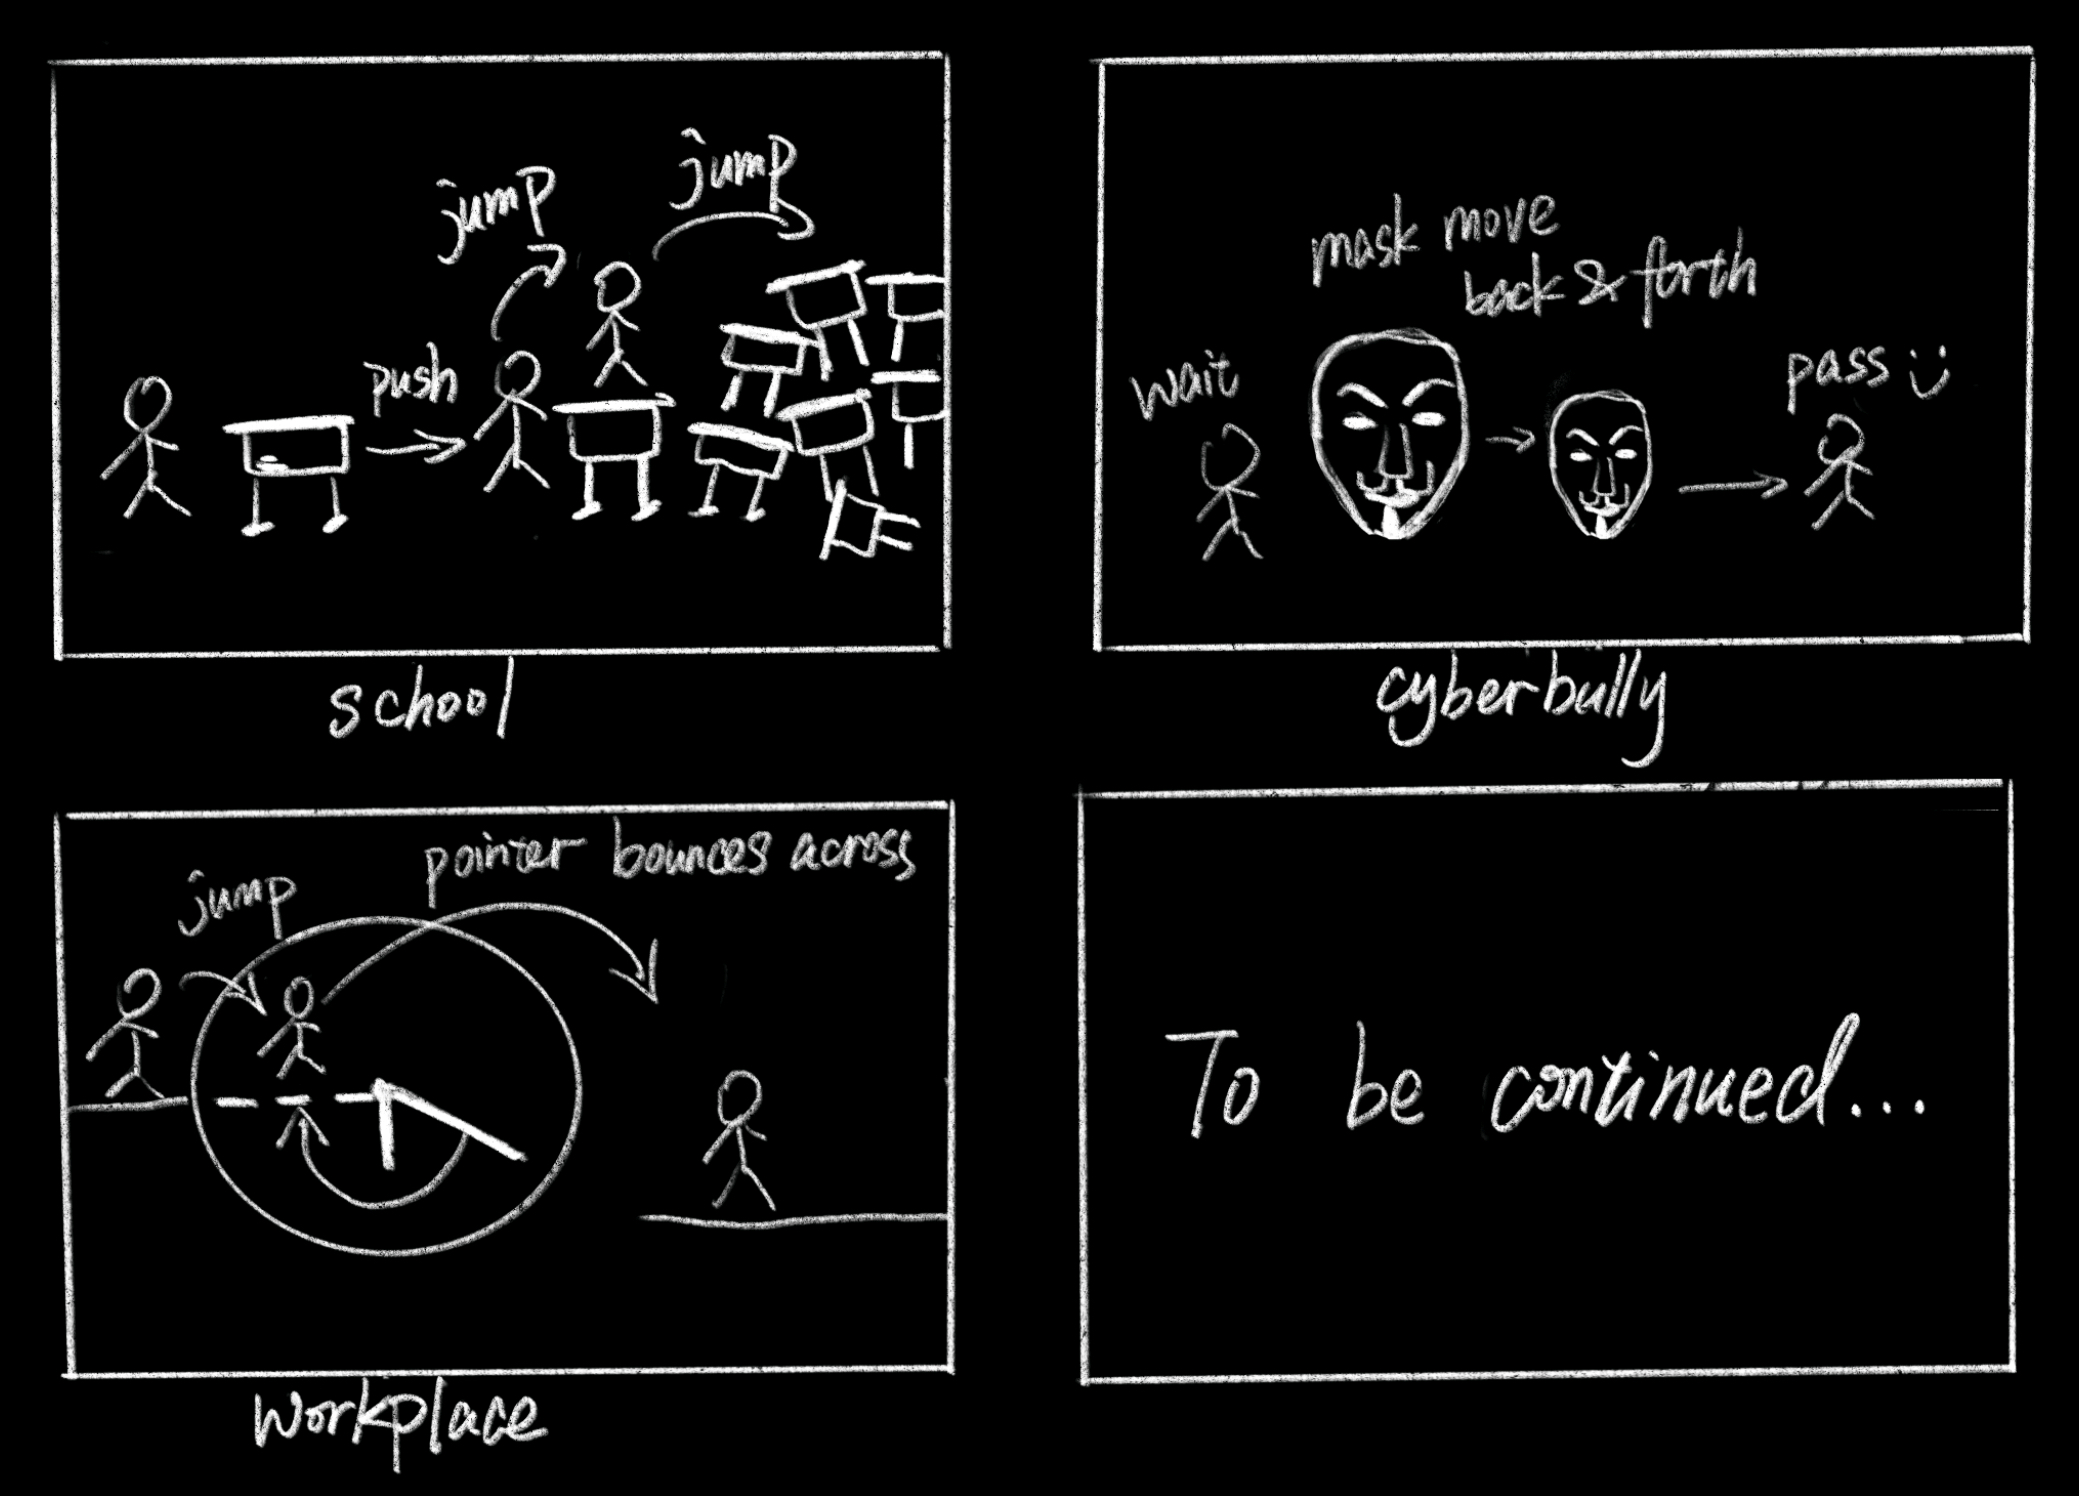 jump
jump
push
school
mask move
back & forth
wait
pass
cyberbully
pointer bounces across
jump
workplace
To be continued...